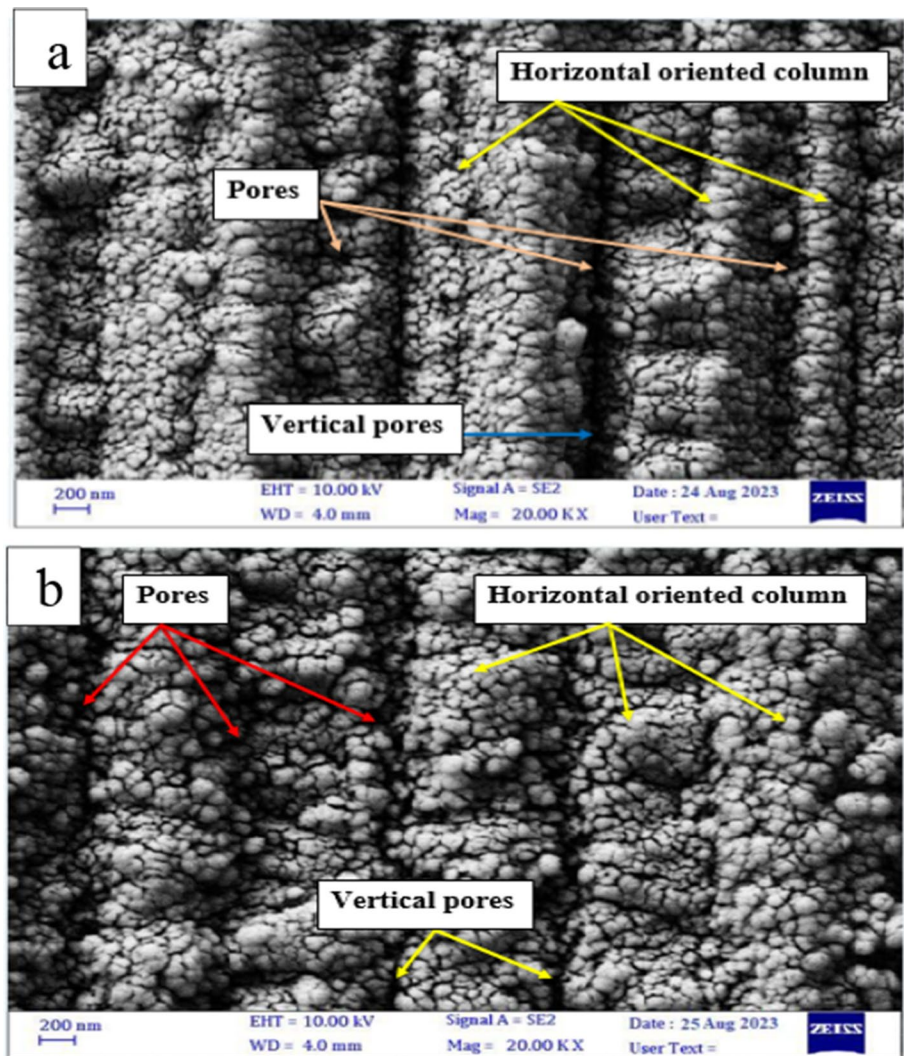 a
Horizontal oriented column
Pores
Vertical pores
200 nm
EHT = 10.00 kV
WD = 4.0 mm
Signal A = SE2
Mag = 20.00 K X
Date : 24 Aug 2023
User Text =
ZEISS
b
Pores
Horizontal oriented column
Vertical pores
200 nm
EHT = 10.00 kV
WD = 4.0 mm
Signal A = SE2
Mag = 20.00 K X
Date : 25 Aug 2023
User Text =
ZEISS